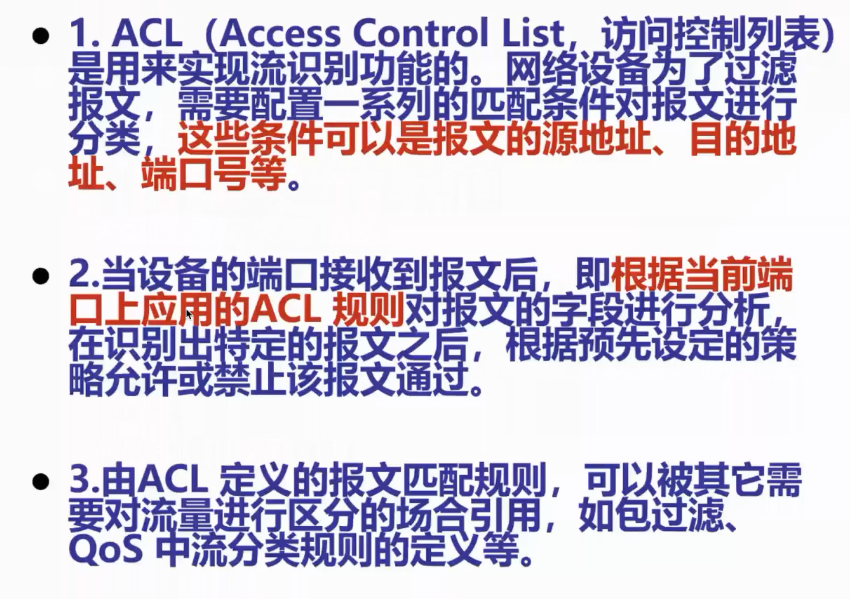 ● 1. ACL（Access Control List，访问控制列表）
是用来实现流识别功能的。网络设备为了过滤
报文，需要配置一系列的匹配条件对报文进行
分类，这些条件可以是报文的源地址、目的地
址、端口号等。
● 2.当设备的端口接收到报文后，即根据当前端
口上应用的ACL 规则对报文的字段进行分析，
在识别出特定的报文之后，根据预先设定的策
略允许或禁止该报文通过。
● 3.由ACL 定义的报文匹配规则，可以被其它需
要对流量进行区分的场合引用，如包过滤、
QoS 中流分类规则的定义等。